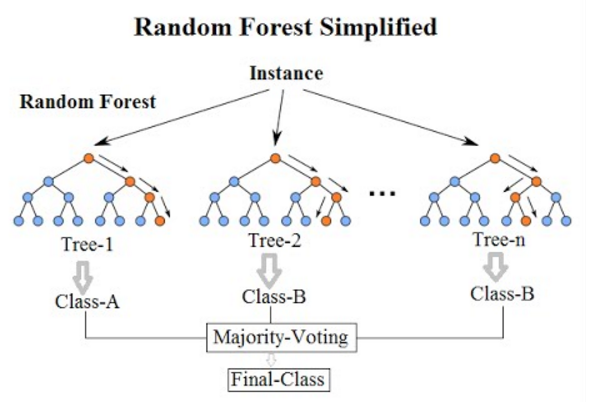 Random Forest Simplified
Instance
Random Forest
...
Tree-1
Tree-2
Tree-n
Class-A
Class-B
Class-B
Majority-Voting
Final-Class